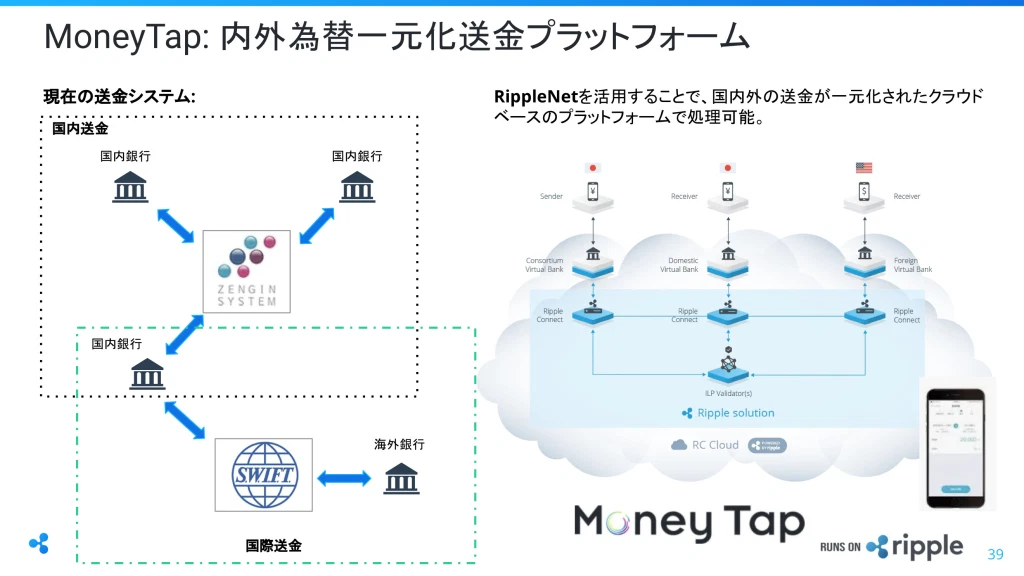 MoneyTap: 内外為替一元化送金プラットフォーム
現在の送金システム:
国内送金
国内銀行
国内銀行
ZENGIN
SYSTEM
国内銀行
SWIFT
海外銀行
国際送金
RippleNetを活用することで、国内外の送金が一元化されたクラウド
ベースのプラットフォームで処理可能。
Sender
¥
Receiver
¥
$
Receiver
Consortium
Virtual Bank
Domestic
Virtual Bank
Foreign
Virtual Bank
Ripple
Connect
Ripple
Connect
Ripple
Connect
ILP Validator(s)
Ripple solution
RC Cloud
POWERED
BY Ripple
Money Tap
RUNS ON ripple
39